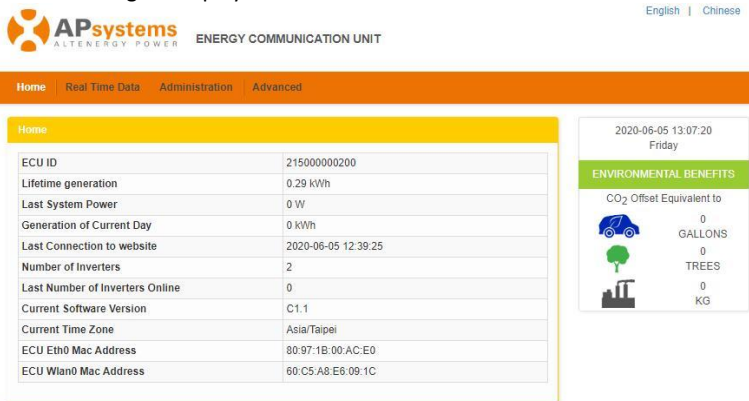 English | Chinese
APsystems
ALTENERGY POWER
ENERGY COMMUNICATION UNIT
Home Real Time Data Administration Advanced
Home
ECU ID 215000000200
Lifetime generation 0.29 kWh
Last System Power 0 W
Generation of Current Day 0 kWh
Last Connection to website 2020-06-05 12:39:25
Number of Inverters 2
Last Number of Inverters Online 0
Current Software Version C1.1
Current Time Zone Asia/Taipei
ECU Eth0 Mac Address 80:97:1B:00:AC:E0
ECU Wlan0 Mac Address 60:C5:A8:E6:09:1C
2020-06-05 13:07:20
Friday
ENVIRONMENTAL BENEFITS
CO2 Offset Equivalent to
0
GALLONS
0
TREES
0
KG